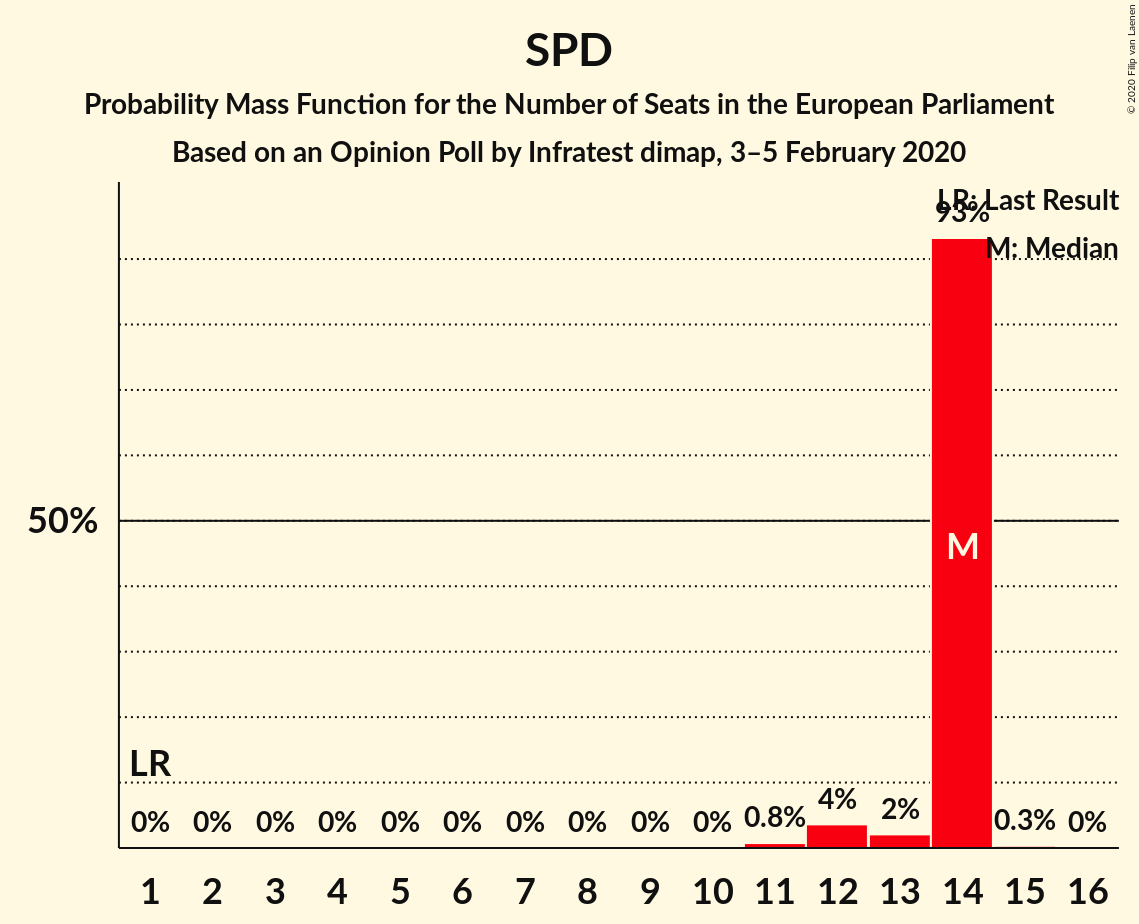 SPD
Probability Mass Function for the Number of Seats in the European Parliament
Based on an Opinion Poll by Infratest dimap, 3–5 February 2020
© 2020 Filip van Laenen
LR: Last Result
M: Median
93%
50%
M
LR
0% 0% 0% 0% 0% 0% 0% 0% 0% 0% 0.8% 4% 2% 0.3% 0%
1 2 3 4 5 6 7 8 9 10 11 12 13 14 15 16